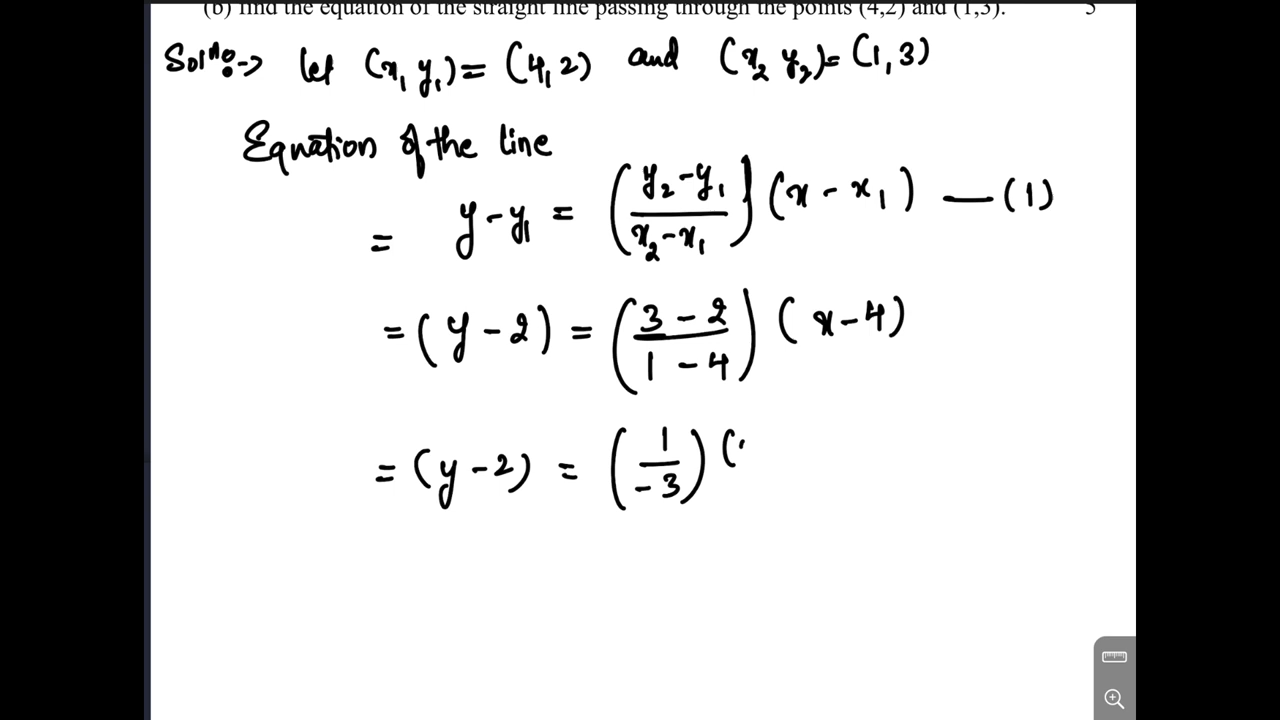 (b) find the equation of the straight line passing through the points (4,2) and (1,3). 5
Solno:-> let (x₁ y₁) = (4, 2) and (x₂ y₂) = (1, 3)
Equation of the line
= y - y₁ = (y₂ - y₁ / x₂ - x₁) (x - x₁) — (1)
= (y - 2) = (3 - 2 / 1 - 4) (x - 4)
= (y - 2) = (1 / -3) (